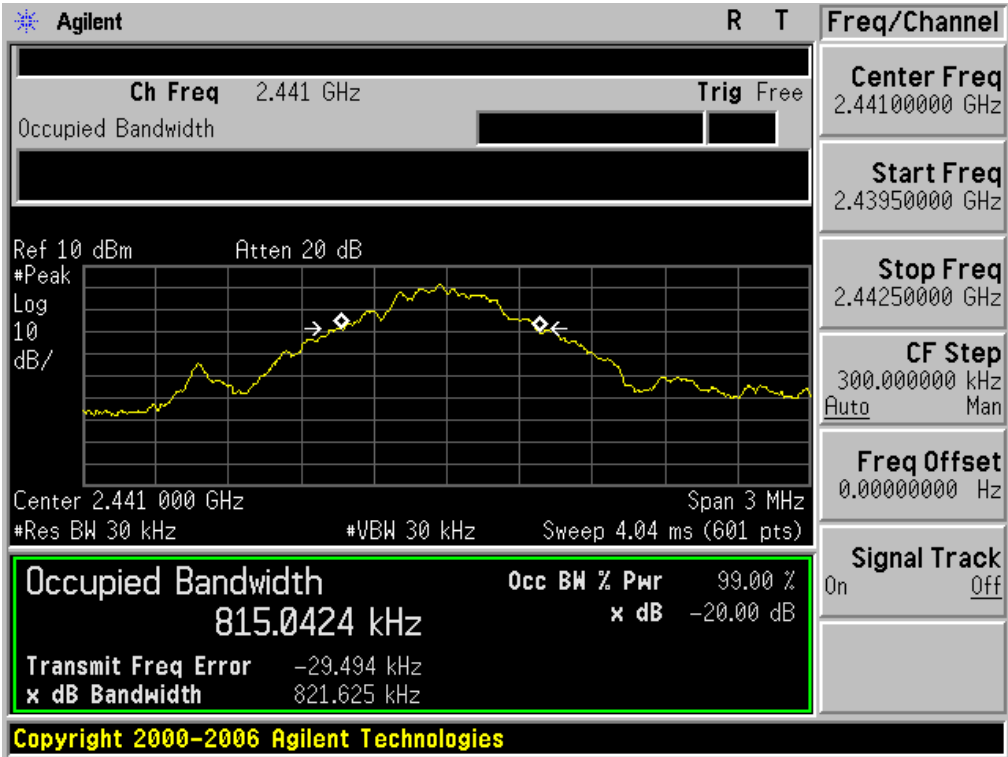 Agilent R T
Freq/Channel
Ch Freq 2.441 GHz Trig Free
Occupied Bandwidth
Center Freq
2.44100000 GHz
Start Freq
2.43950000 GHz
Stop Freq
2.44250000 GHz
CF Step
300.000000 kHz
Auto Man
Freq Offset
0.00000000 Hz
Signal Track
On Off
Ref 10 dBm Atten 20 dB
#Peak
Log
10
dB/
Center 2.441 000 GHz Span 3 MHz
#Res BW 30 kHz #VBW 30 kHz Sweep 4.04 ms (601 pts)
Occupied Bandwidth
815.0424 kHz
Occ BW % Pwr 99.00 %
x dB -20.00 dB
Transmit Freq Error -29.494 kHz
x dB Bandwidth 821.625 kHz
Copyright 2000-2006 Agilent Technologies